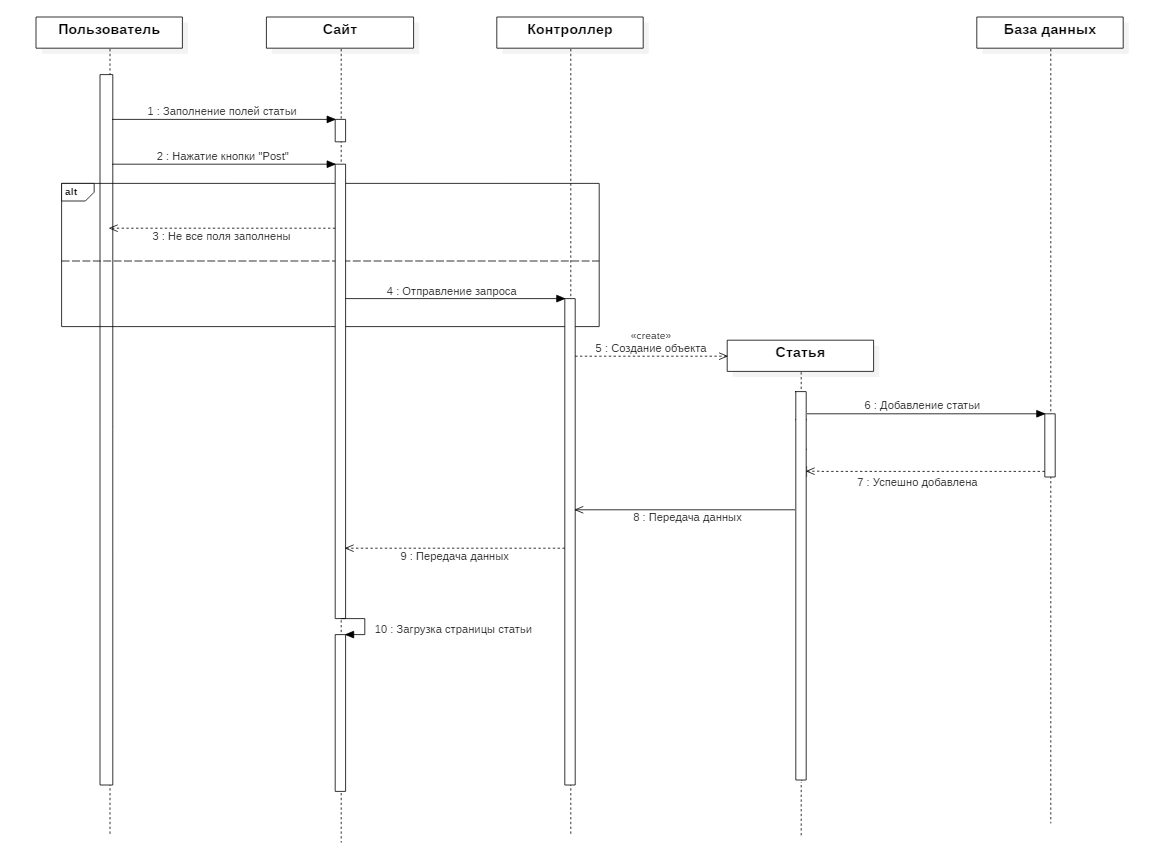 Пользователь
Сайт
Контроллер
База данных
1 : Заполнение полей статьи
2 : Нажатие кнопки "Post"
alt
3 : Не все поля заполнены
4 : Отправление запроса
«create»
5 : Создание объекта
Статья
6 : Добавление статьи
7 : Успешно добавлена
8 : Передача данных
9 : Передача данных
10 : Загрузка страницы статьи